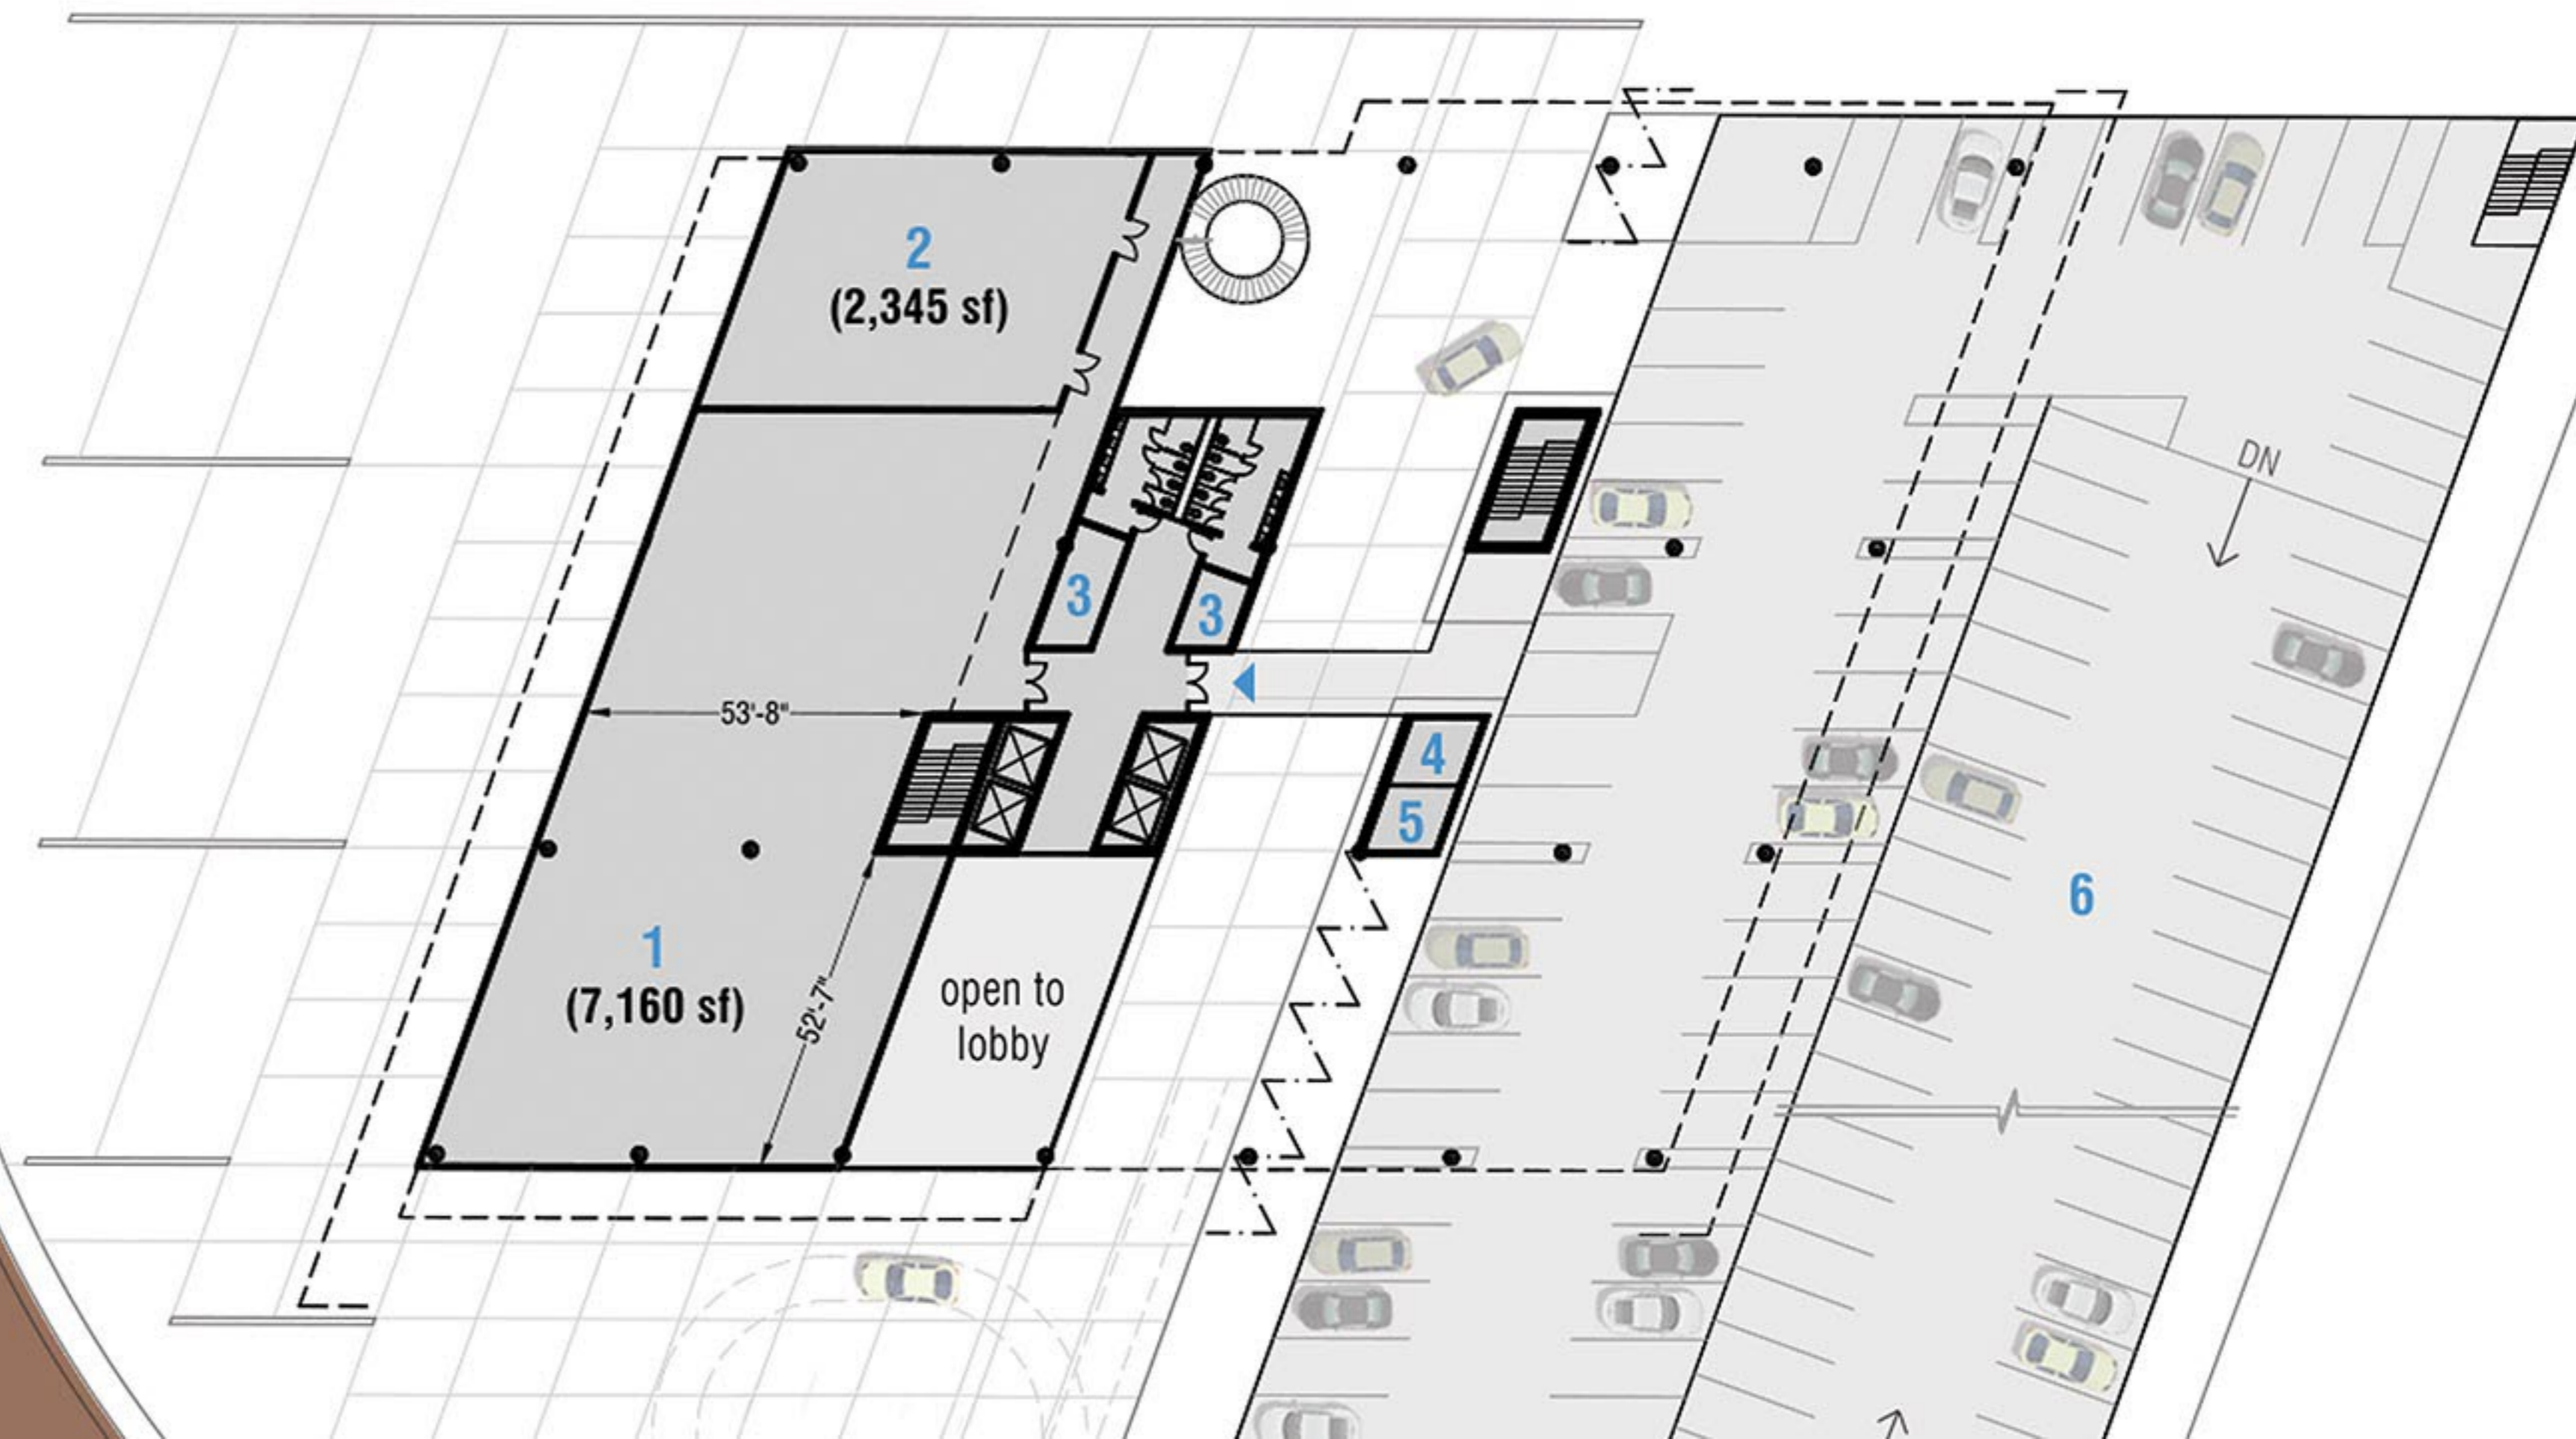 2
(2,345 sf)
DN
3
3
53'-8"
4
5
6
1
(7,160 sf)
52'-7"
open to
lobby